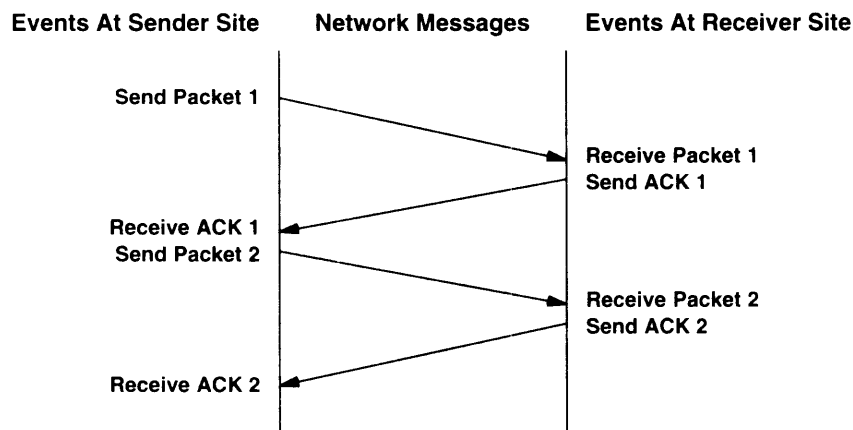 Events At Sender Site
Network Messages
Events At Receiver Site
Send Packet 1
Receive Packet 1
Send ACK 1
Receive ACK 1
Send Packet 2
Receive Packet 2
Send ACK 2
Receive ACK 2